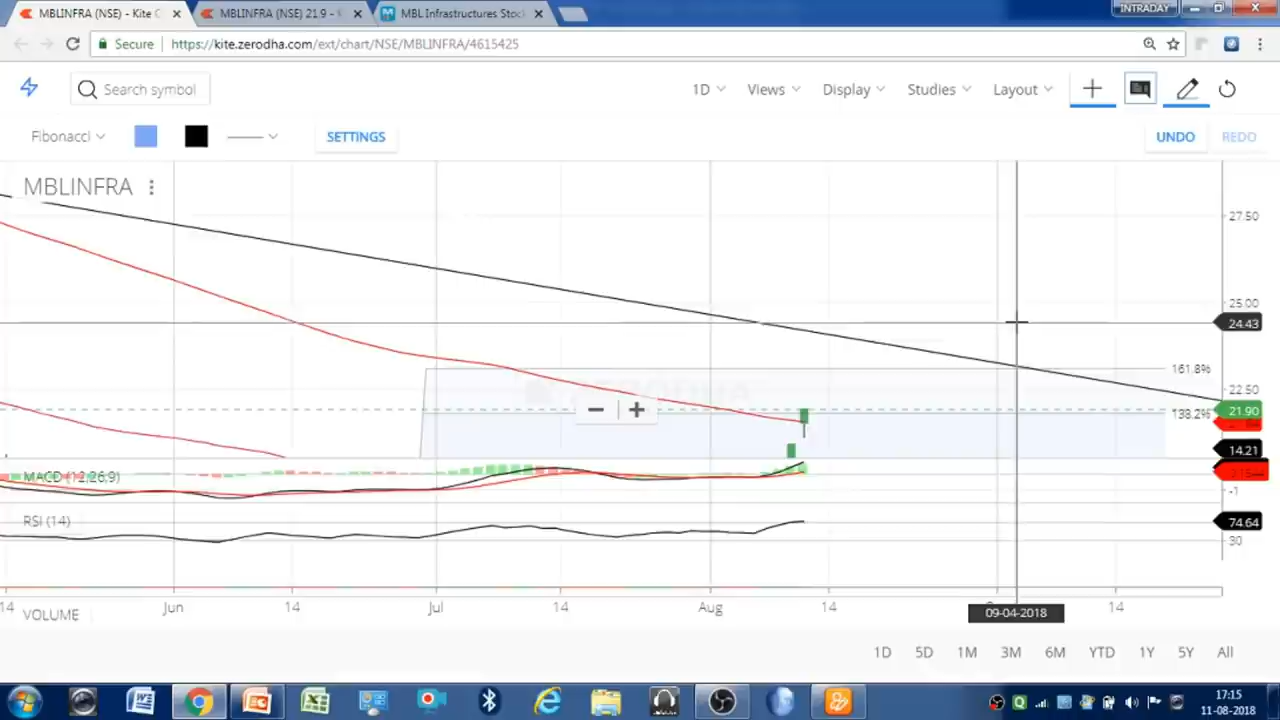 MBLINFRA (NSE) - Kite C
MBLINFRA (NSE) 21.9 -
MBL Infrastructures Stoc
INTRADAY
Secure
https://kite.zerodha.com/ext/chart/NSE/MBLINFRA/4615425
Search symbol
1D
Views
Display
Studies
Layout
Fibonacci
SETTINGS
UNDO
REDO
MBLINFRA
27.50
25.00
24.43
161.8%
22.50
138.2%
21.90
14.21
MACD (12,26,9)
-1
RSI (14)
74.64
30
14
Jun
14
Jul
14
Aug
14
14
09-04-2018
VOLUME
1D
5D
1M
3M
6M
YTD
1Y
5Y
All
17:15
11-08-2018